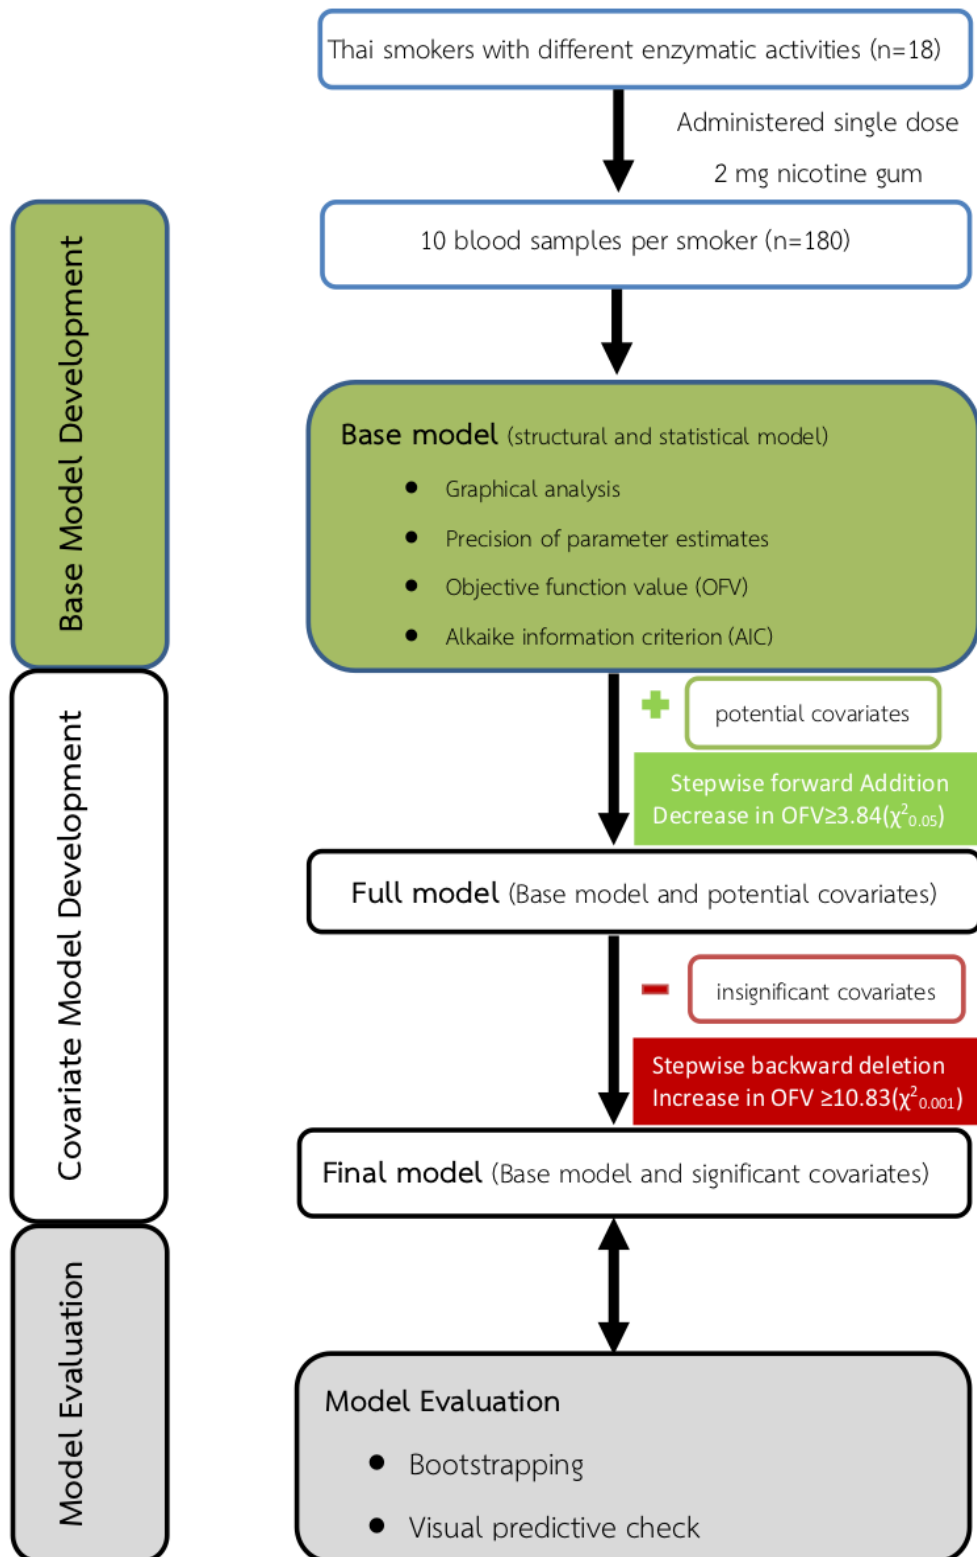 Thai smokers with different enzymatic activities (n=18)
Administered single dose
2 mg nicotine gum
Base Model Development
10 blood samples per smoker (n=180)
Base model (structural and statistical model)
● Graphical analysis
● Precision of parameter estimates
● Objective function value (OFV)
● Alkaike information criterion (AIC)
Covariate Model Development
+ potential covariates
Stepwise forward Addition
Decrease in OFV≥3.84(χ²₀.₀₅)
Full model (Base model and potential covariates)
- insignificant covariates
Stepwise backward deletion
Increase in OFV ≥10.83(χ²₀.₀₀₁)
Final model (Base model and significant covariates)
Model Evaluation
Model Evaluation
● Bootstrapping
● Visual predictive check